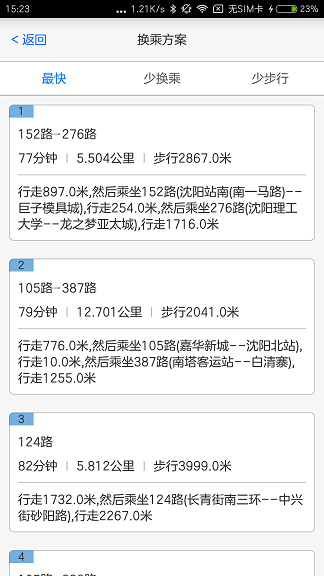 15:23
... 1.21K/s 无SIM卡 23%
< 返回
换乘方案
最快 少换乘 少步行
1
152路→276路
77分钟 | 5.504公里 | 步行2867.0米
行走897.0米,然后乘坐152路(沈阳站南(南一马路)——
巨子模具城),行走254.0米,然后乘坐276路(沈阳理工
大学——龙之梦亚太城),行走1716.0米
2
105路→387路
79分钟 | 12.701公里 | 步行2041.0米
行走776.0米,然后乘坐105路(嘉华新城——沈阳北站),
行走10.0米,然后乘坐387路(南塔客运站——白清寨),
行走1255.0米
3
124路
82分钟 | 5.812公里 | 步行3999.0米
行走1732.0米,然后乘坐124路(长青街南三环——中兴
街砂阳路),行走2267.0米
4